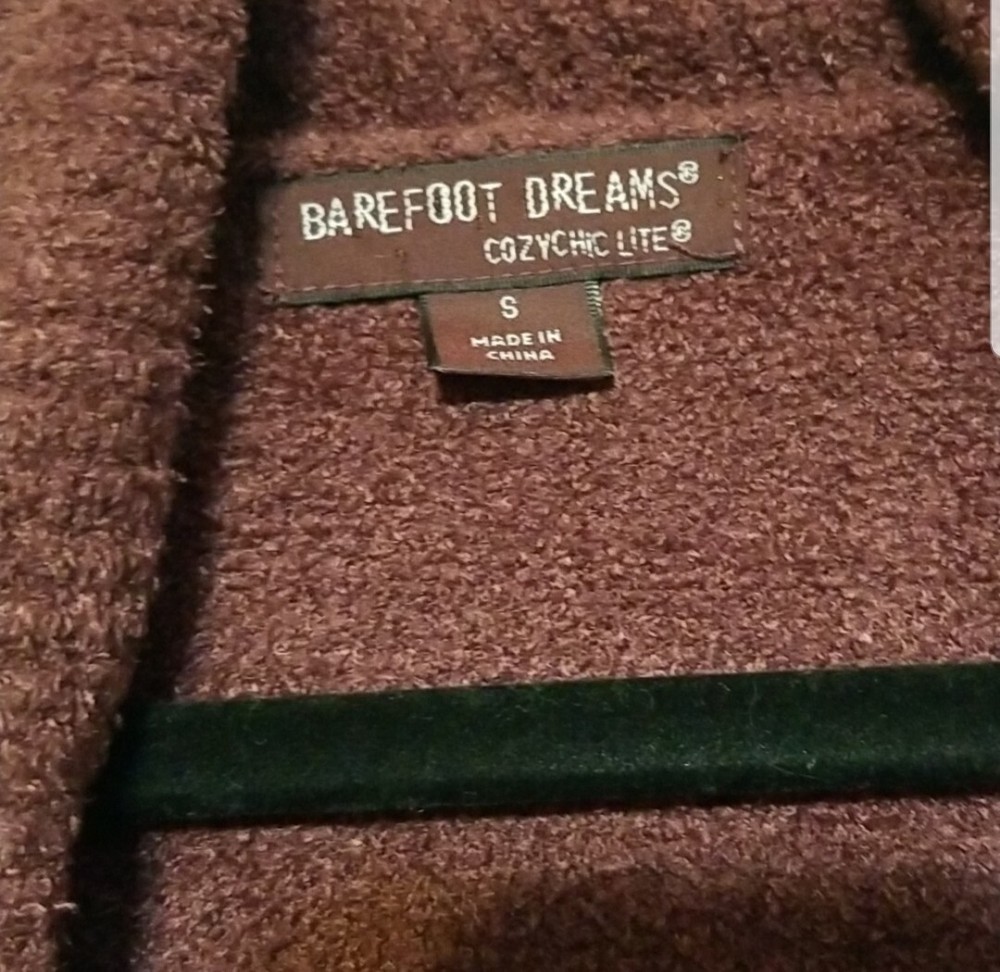 BAREFOOT DREAMS®
COZYCHIC LITE®
S
MADE IN
CHINA